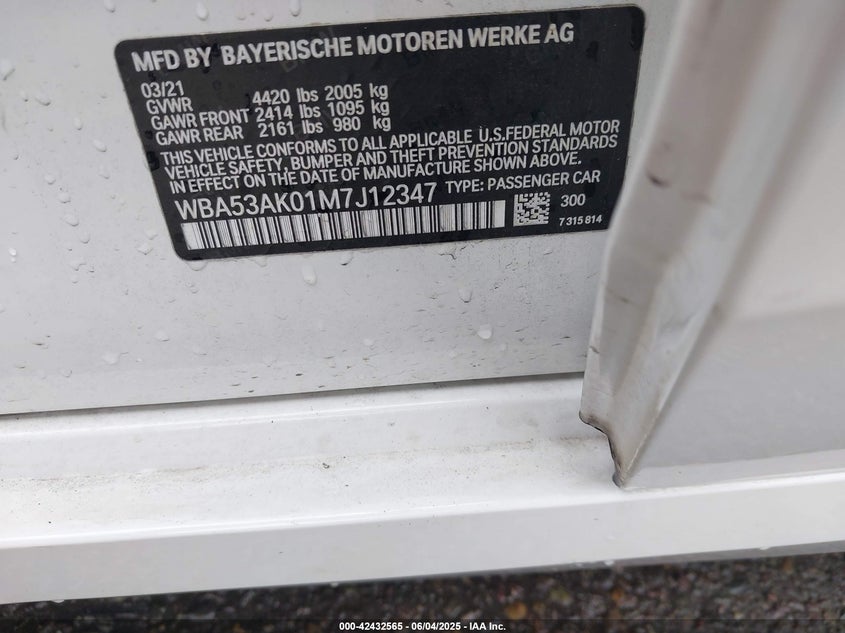 MFD BY BAYERISCHE MOTOREN WERKE AG
03/21
GVWR 4420 lbs 2005 kg
GAWR FRONT 2414 lbs 1095 kg
GAWR REAR 2161 lbs 980 kg
THIS VEHICLE CONFORMS TO ALL APPLICABLE U.S.FEDERAL MOTOR
VEHICLE SAFETY, BUMPER AND THEFT PREVENTION STANDARDS
IN EFFECT ON THE DATE OF MANUFACTURE SHOWN ABOVE.
WBA53AK01M7J12347 TYPE: PASSENGER CAR
300
7 315 814
000-42432565 - 06/04/2025 - IAA Inc.